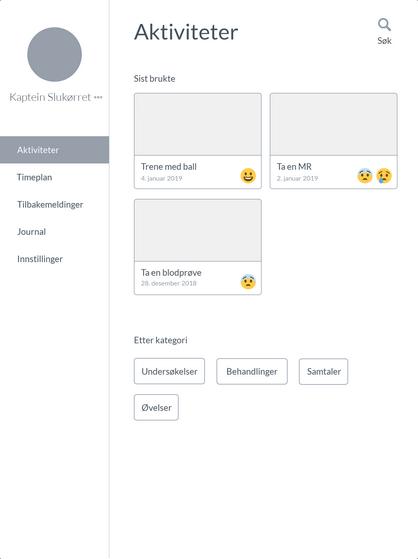 Kaptein Slukørret •••
Aktiviteter
Timeplan
Tilbakemeldinger
Journal
Innstillinger
Aktiviteter
Søk
Sist brukte
Trene med ball
4. januar 2019
Ta en MR
2. januar 2019
Ta en blodprøve
28. desember 2018
Etter kategori
Undersøkelser
Behandlinger
Samtaler
Øvelser